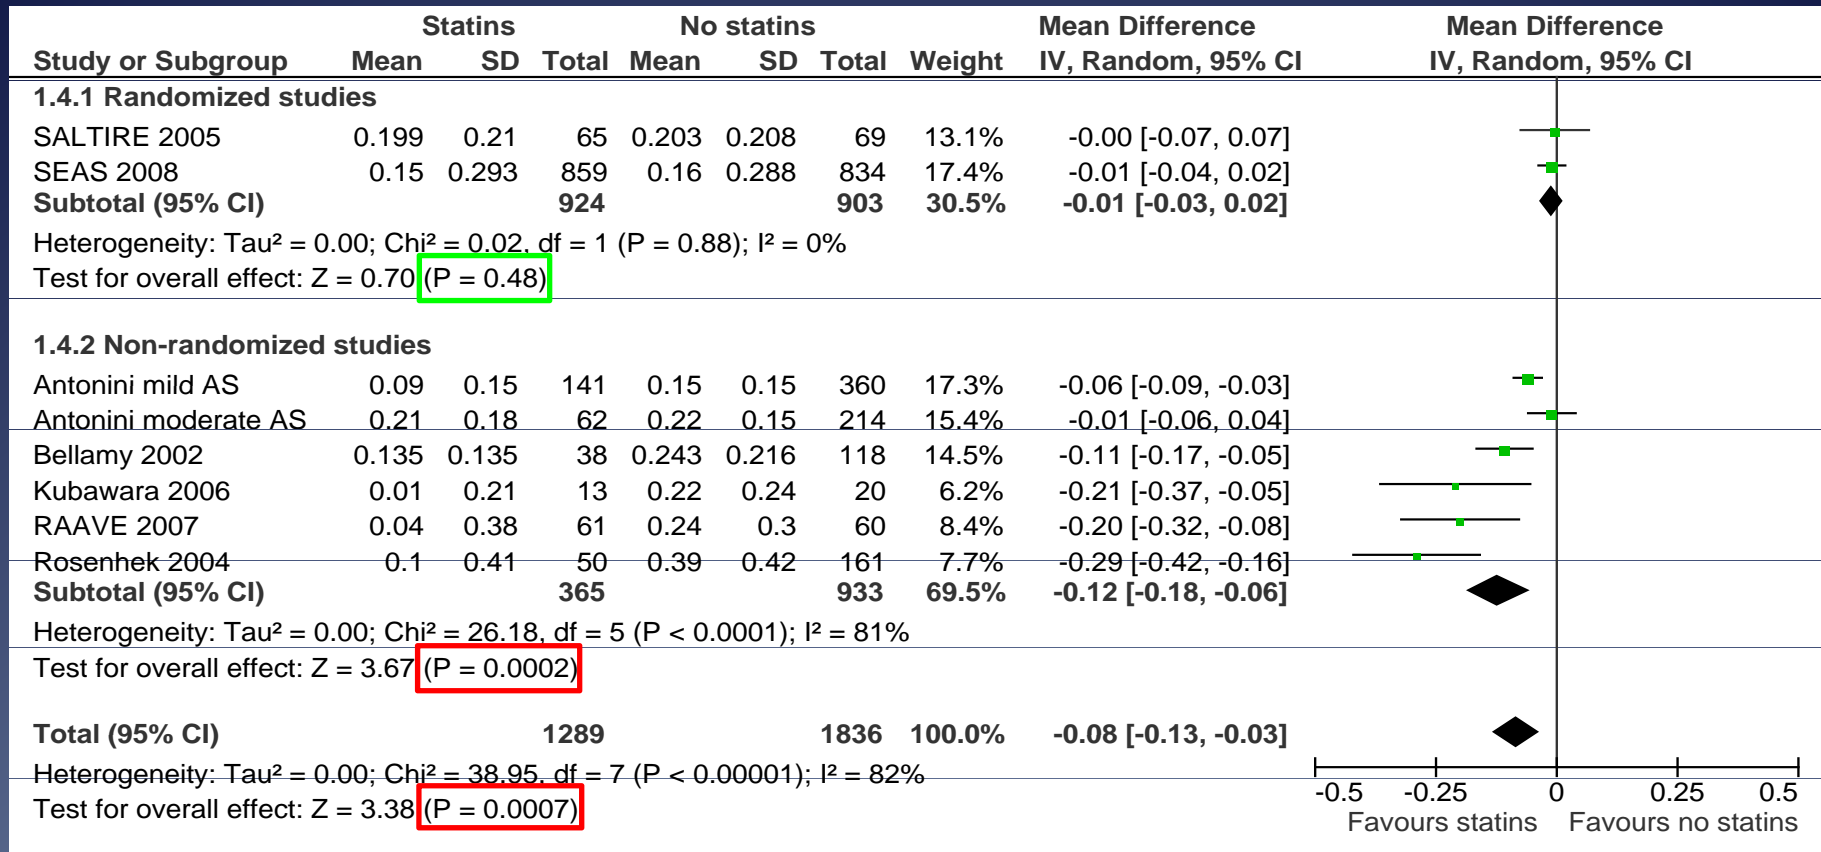 Statins No statins Mean Difference Mean Difference
Study or Subgroup Mean SD Total Mean SD Total Weight IV, Random, 95% CI IV, Random, 95% CI
1.4.1 Randomized studies
SALTIRE 2005 0.199 0.21 65 0.203 0.208 69 13.1% -0.00 [-0.07, 0.07]
SEAS 2008 0.15 0.293 859 0.16 0.288 834 17.4% -0.01 [-0.04, 0.02]
Subtotal (95% CI) 924 903 30.5% -0.01 [-0.03, 0.02]
Heterogeneity: Tau² = 0.00; Chi² = 0.02, df = 1 (P = 0.88); I² = 0%
Test for overall effect: Z = 0.70 (P = 0.48)
1.4.2 Non-randomized studies
Antonini mild AS 0.09 0.15 141 0.15 0.15 360 17.3% -0.06 [-0.09, -0.03]
Antonini moderate AS 0.21 0.18 62 0.22 0.15 214 15.4% -0.01 [-0.06, 0.04]
Bellamy 2002 0.135 0.135 38 0.243 0.216 118 14.5% -0.11 [-0.17, -0.05]
Kubawara 2006 0.01 0.21 13 0.22 0.24 20 6.2% -0.21 [-0.37, -0.05]
RAAVE 2007 0.04 0.38 61 0.24 0.3 60 8.4% -0.20 [-0.32, -0.08]
Rosenhek 2004 0.1 0.41 50 0.39 0.42 161 7.7% -0.29 [-0.42, -0.16]
Subtotal (95% CI) 365 933 69.5% -0.12 [-0.18, -0.06]
Heterogeneity: Tau² = 0.00; Chi² = 26.18, df = 5 (P < 0.0001); I² = 81%
Test for overall effect: Z = 3.67 (P = 0.0002)
Total (95% CI) 1289 1836 100.0% -0.08 [-0.13, -0.03]
Heterogeneity: Tau² = 0.00; Chi² = 38.95, df = 7 (P < 0.00001); I² = 82%
Test for overall effect: Z = 3.38 (P = 0.0007)
-0.5 -0.25 0 0.25 0.5
Favours statins Favours no statins